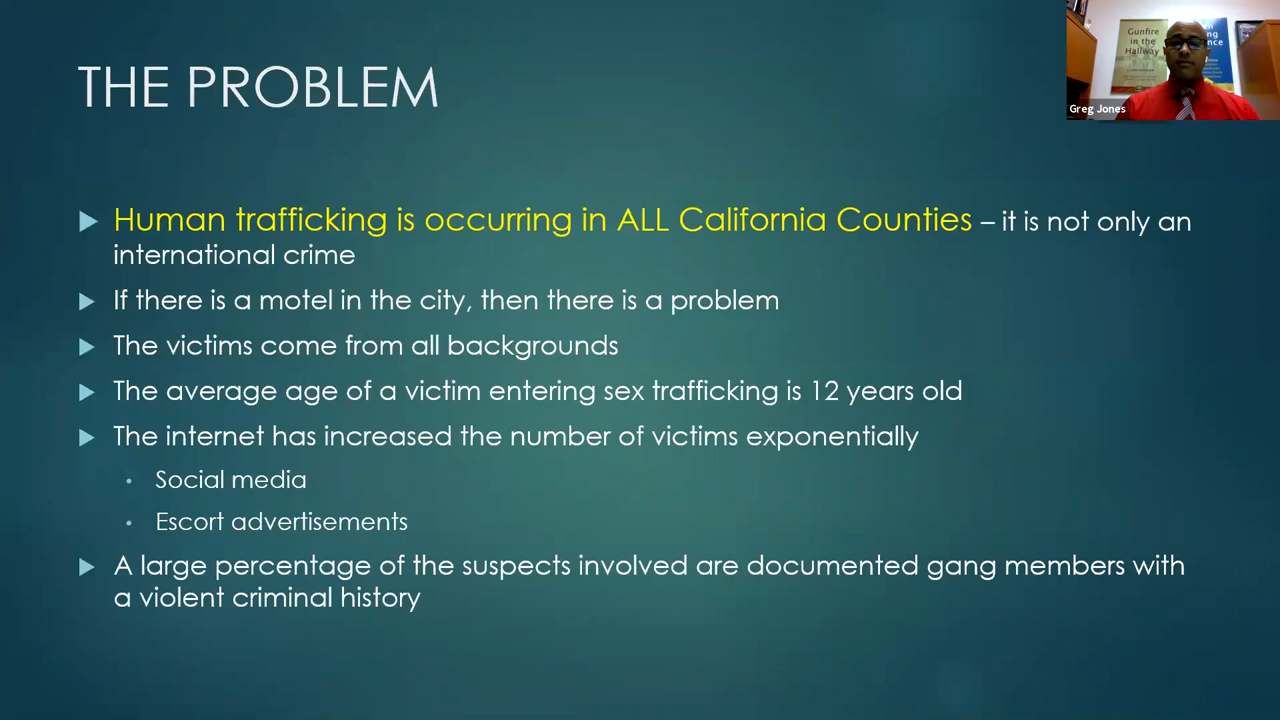 THE PROBLEM
Gunfire
in the
Hallway
Greg Jones
Human trafficking is occurring in ALL California Counties – it is not only an
international crime
If there is a motel in the city, then there is a problem
The victims come from all backgrounds
The average age of a victim entering sex trafficking is 12 years old
The internet has increased the number of victims exponentially
Social media
Escort advertisements
A large percentage of the suspects involved are documented gang members with
a violent criminal history